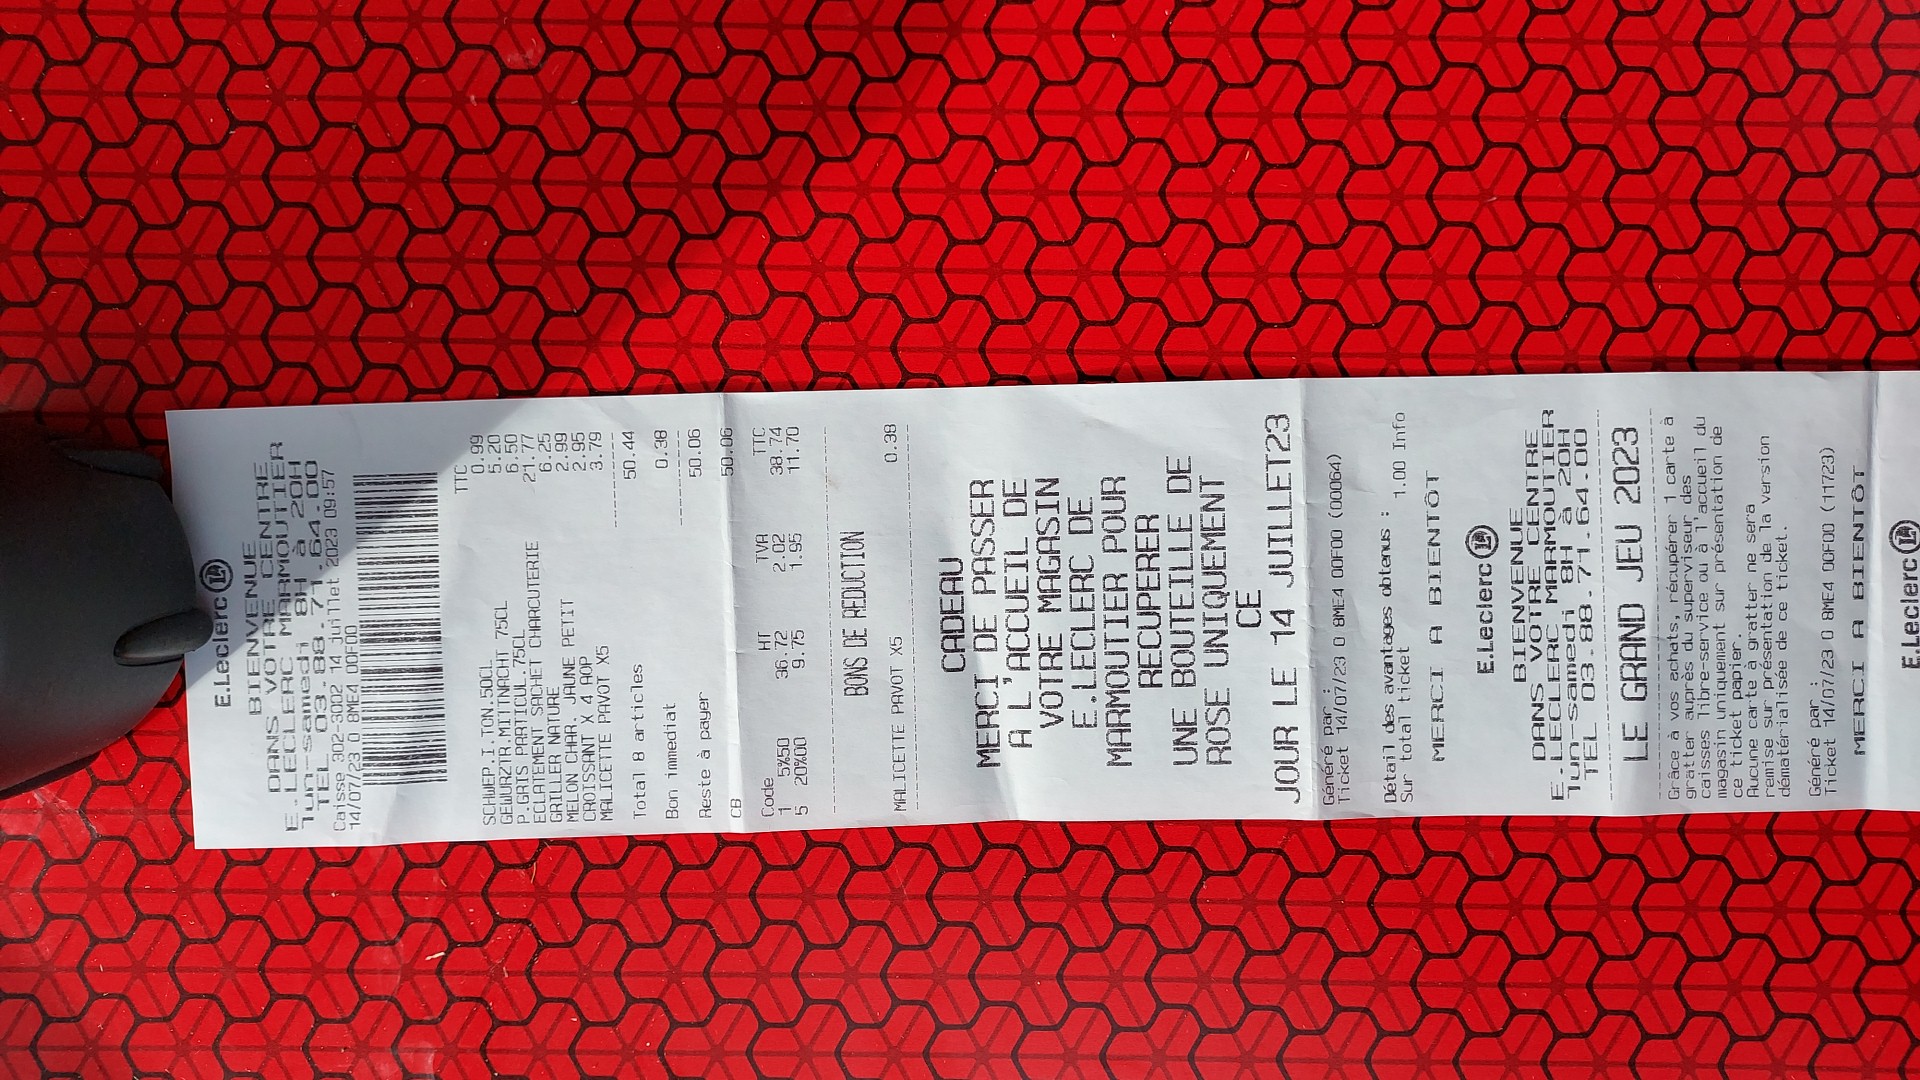 E.Leclerc L
BIENVENUE
DANS VOTRE CENTRE
E.LECLERC MARMOUTIER
lun-samedi 8H à 20H
TEL 03.88.71.64.00
Caisse 302-302 14 juillet 2023 09:57
14/07/23 0 8ME4 00F00
TTC
SCHWEP.I.TON.50CL 0.99
GEWURZTR.MITTNACHT 75CL 5.20
P.GRIS PARTICUL.75CL 6.50
ECLATEMENT SACHET CHARCUTERIE 21.77
GRILLER NATURE 6.25
MELON CHAR. JAUNE PETIT 2.99
CROISSANT X 4 AOP 2.95
MALICETTE PAVOT X5 3.79
Total 8 articles 50.44
Bon immediat 0.38
Reste à payer 50.06
CB 50.06
Code HT TVA TTC
1 5%50 36.72 2.02 38.74
5 20%00 9.75 1.95 11.70
BONS DE REDUCTION
MALICETTE PAVOT X5 0.38
CADEAU
MERCI DE PASSER
A L'ACCUEIL DE
VOTRE MAGASIN
E.LECLERC DE
MARMOUTIER POUR
RECUPERER
UNE BOUTEILLE DE
ROSE UNIQUEMENT
CE
JOUR LE 14 JUILLET23
Généré par :
Ticket 14/07/23 0 8ME4 00F00 (00064)
Détail des avantages obtenus :
Sur total ticket 1.00 Info
MERCI A BIENTÔT
E.Leclerc L
BIENVENUE
DANS VOTRE CENTRE
E.LECLERC MARMOUTIER
lun-samedi 8H à 20H
TEL 03.88.71.64.00
LE GRAND JEU 2023
Grâce à vos achats, récupérer 1 carte à
gratter auprès du superviseur des
caisses libre-service ou à l'accueil du
magasin uniquement sur présentation de
ce ticket papier.
Aucune carte à gratter ne sera
remise sur présentation de la version
dématérialisée de ce ticket.
Généré par :
Ticket 14/07/23 0 8ME4 00F00 (11723)
MERCI A BIENTÔT
E.Leclerc L